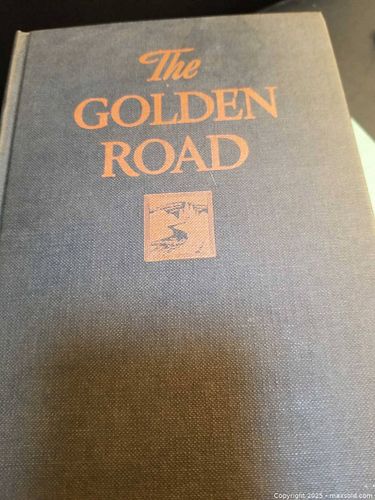 The
GOLDEN
ROAD
Copyright © 2025 - maxsold.com